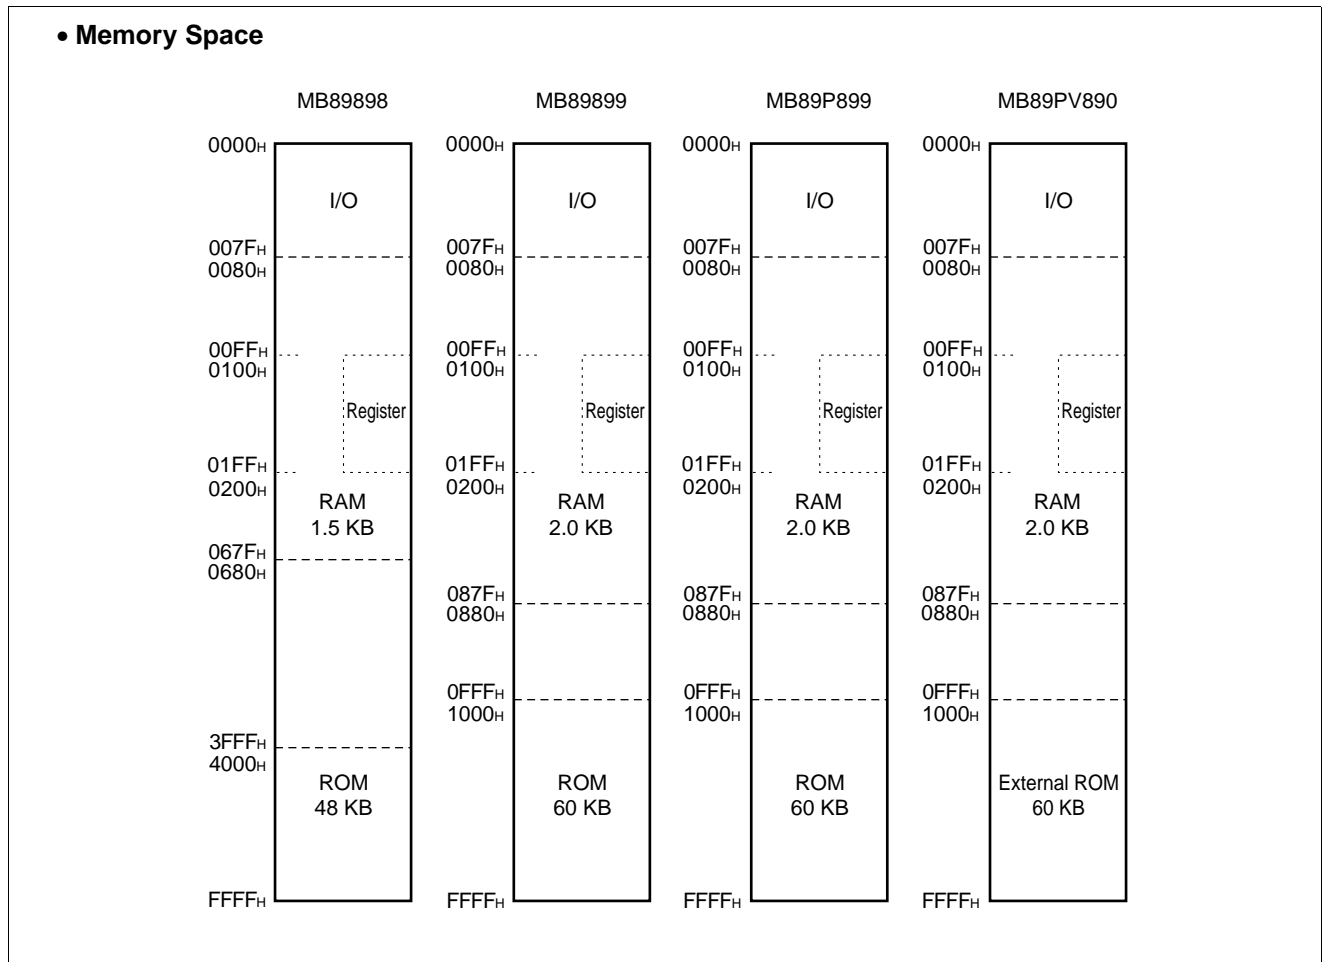 • Memory Space
MB89898
0000H
I/O
007FH
0080H
00FFH
0100H
Register
01FFH
0200H
RAM
1.5 KB
067FH
0680H
3FFFH
4000H
ROM
48 KB
FFFFH
MB89899
0000H
I/O
007FH
0080H
00FFH
0100H
Register
01FFH
0200H
RAM
2.0 KB
087FH
0880H
0FFFH
1000H
ROM
60 KB
FFFFH
MB89P899
0000H
I/O
007FH
0080H
00FFH
0100H
Register
01FFH
0200H
RAM
2.0 KB
087FH
0880H
0FFFH
1000H
ROM
60 KB
FFFFH
MB89PV890
0000H
I/O
007FH
0080H
00FFH
0100H
Register
01FFH
0200H
RAM
2.0 KB
087FH
0880H
0FFFH
1000H
External ROM
60 KB
FFFFH